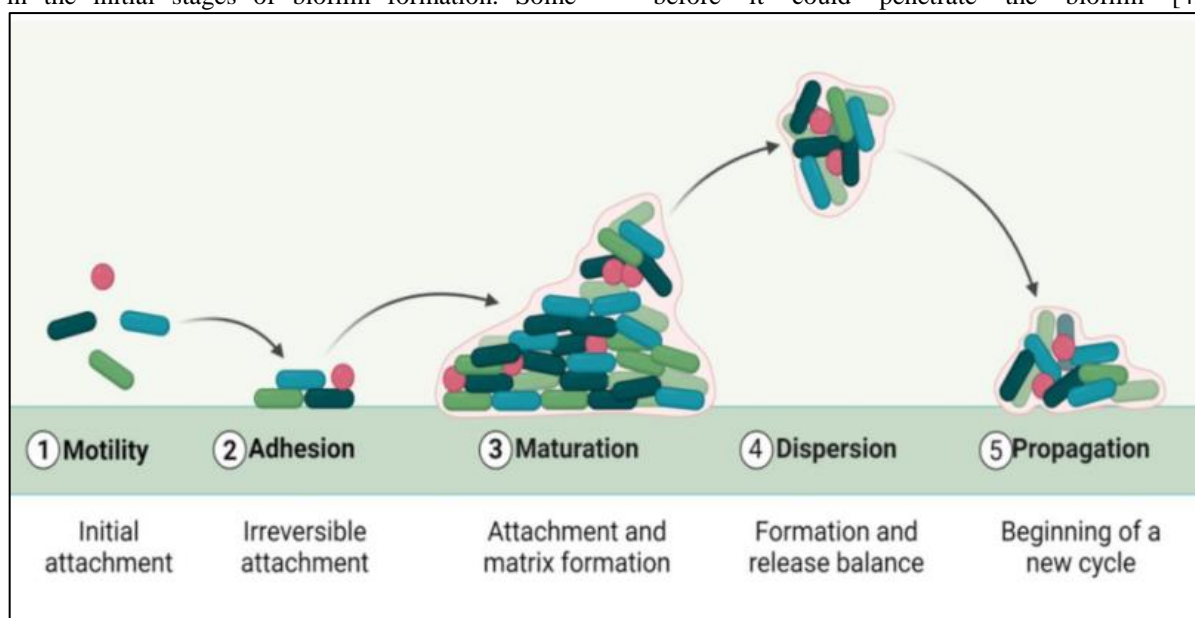 in the initial stages of biofilm formation. Some
before it could penetrate the biofilm [4
1 Motility
2 Adhesion
3 Maturation
4 Dispersion
5 Propagation
Initial
attachment
Irreversible
attachment
Attachment and
matrix formation
Formation and
release balance
Beginning of a
new cycle